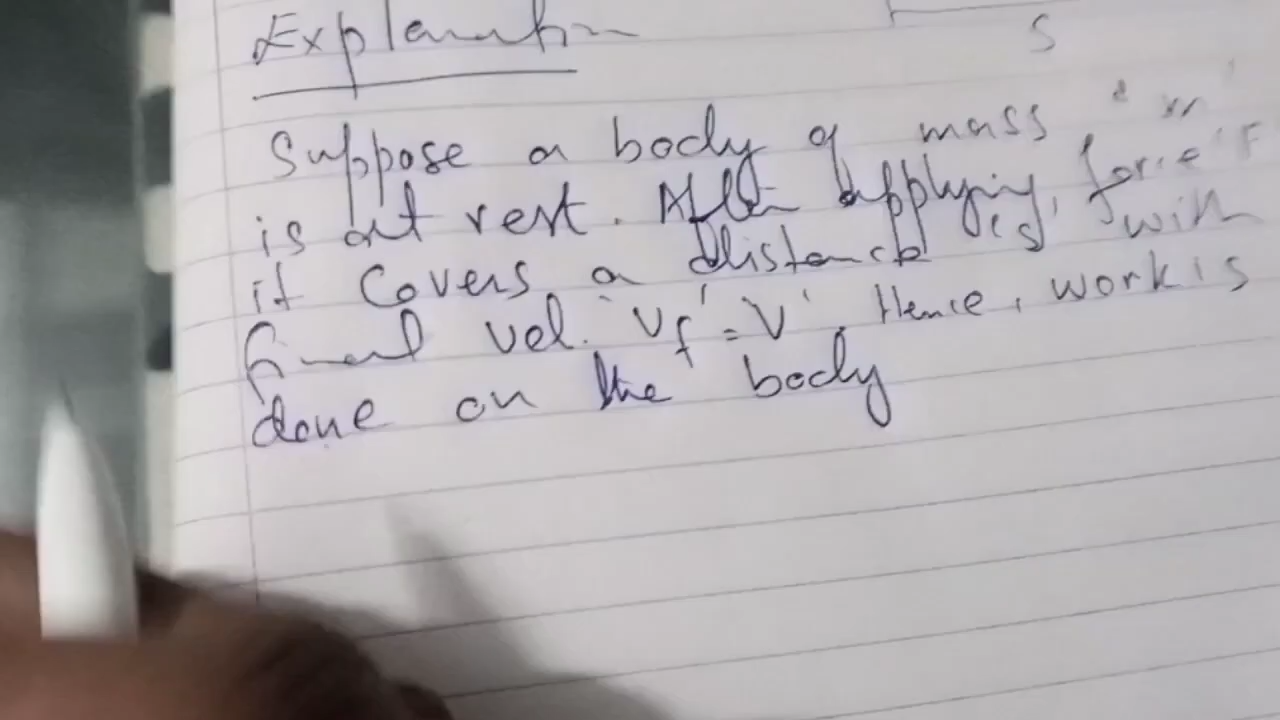 S
Explanation
Suppose a body of mass 'm'
is at rest. After applying force 'F
it covers a distance 'S' with
final vel. 'Vf' = V'. Hence, work is
done on the body